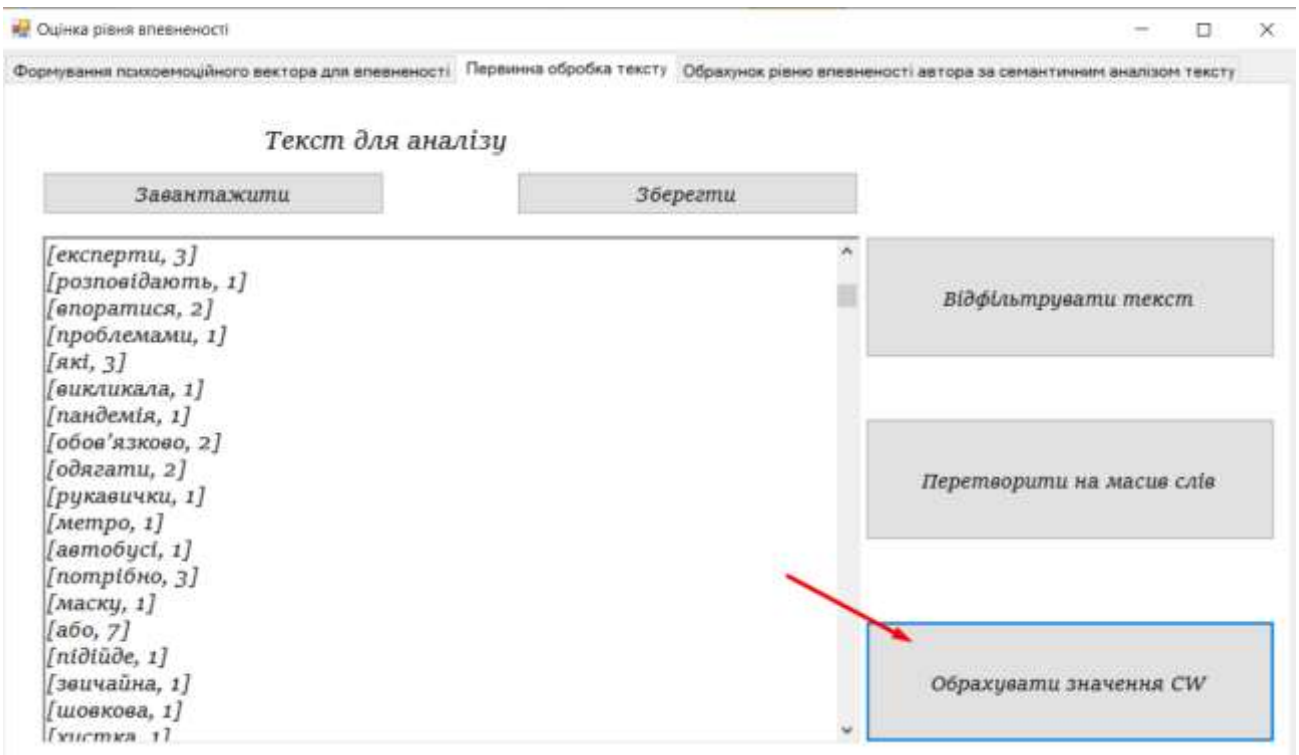 Оцінка рівня впевненості
Формування психоемоційного вектора для впевненості Первинна обробка тексту Обрахунок рівню впевненості автора за семантичним аналізом тексту
Текст для аналізу
Завантажити Зберегти
[експерти, 3]
[розповідають, 1]
[впоратися, 2]
[проблемами, 1]
[які, 3]
[викликала, 1]
[пандемія, 1]
[обов'язково, 2]
[одягати, 2]
[рукавички, 1]
[метро, 1]
[автобусі, 1]
[потрібно, 3]
[маску, 1]
[або, 7]
[підійде, 1]
[звичайна, 1]
[шовкова, 1]
[хустка, 1]
Відфільтрувати текст
Перетворити на масив слів
Обрахувати значення CW